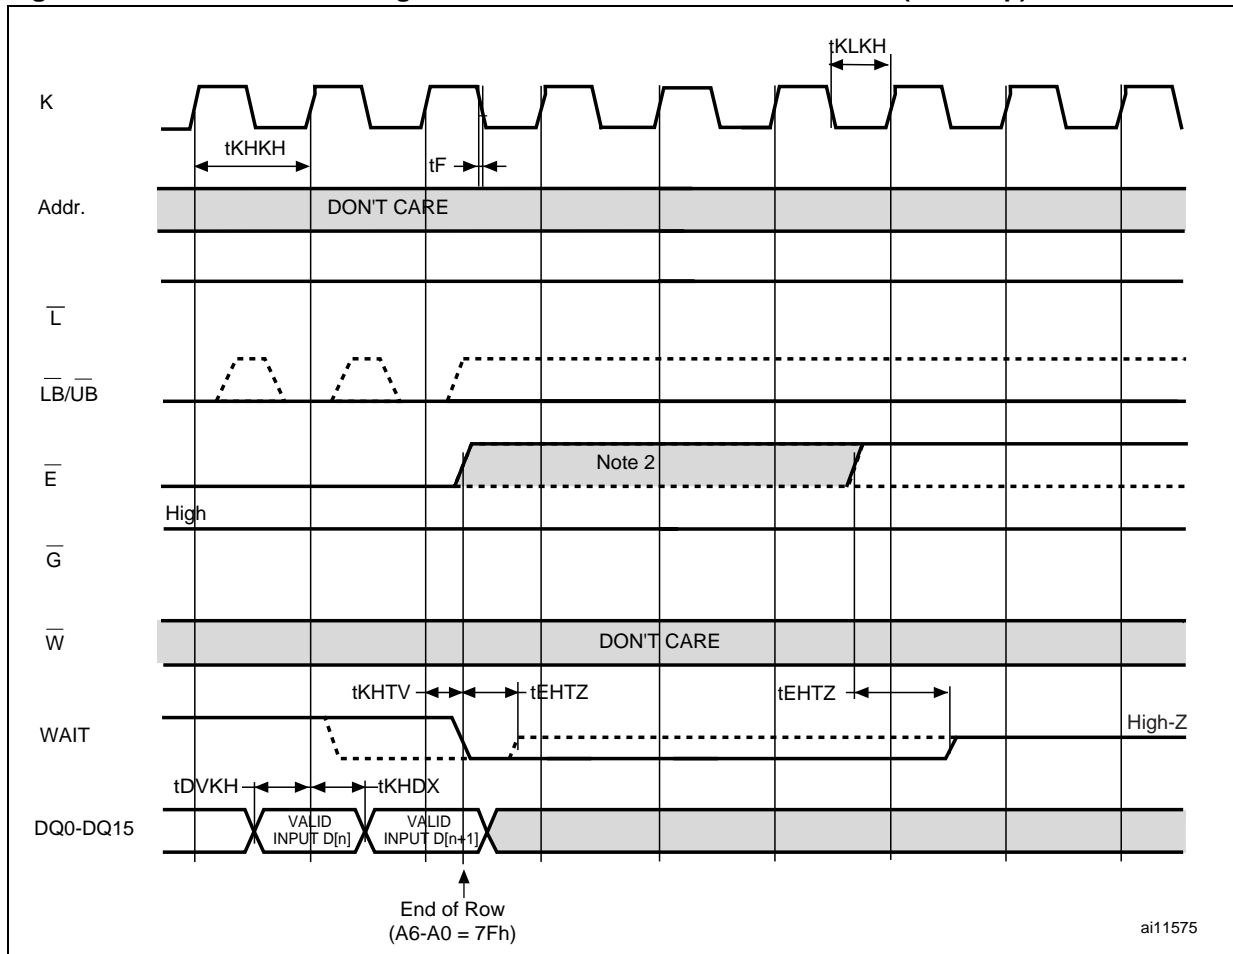 tKLKH
K
tKHKH
tF
Addr.
DON'T CARE
L
LB/UB
E
Note 2
High
G
W
DON'T CARE
tKHTV
tEHTZ
tEHTZ
WAIT
High-Z
tDVKH
tKHDX
DQ0-DQ15
VALID
INPUT D[n]
VALID
INPUT D[n+1]
End of Row
(A6-A0 = 7Fh)
ai11575